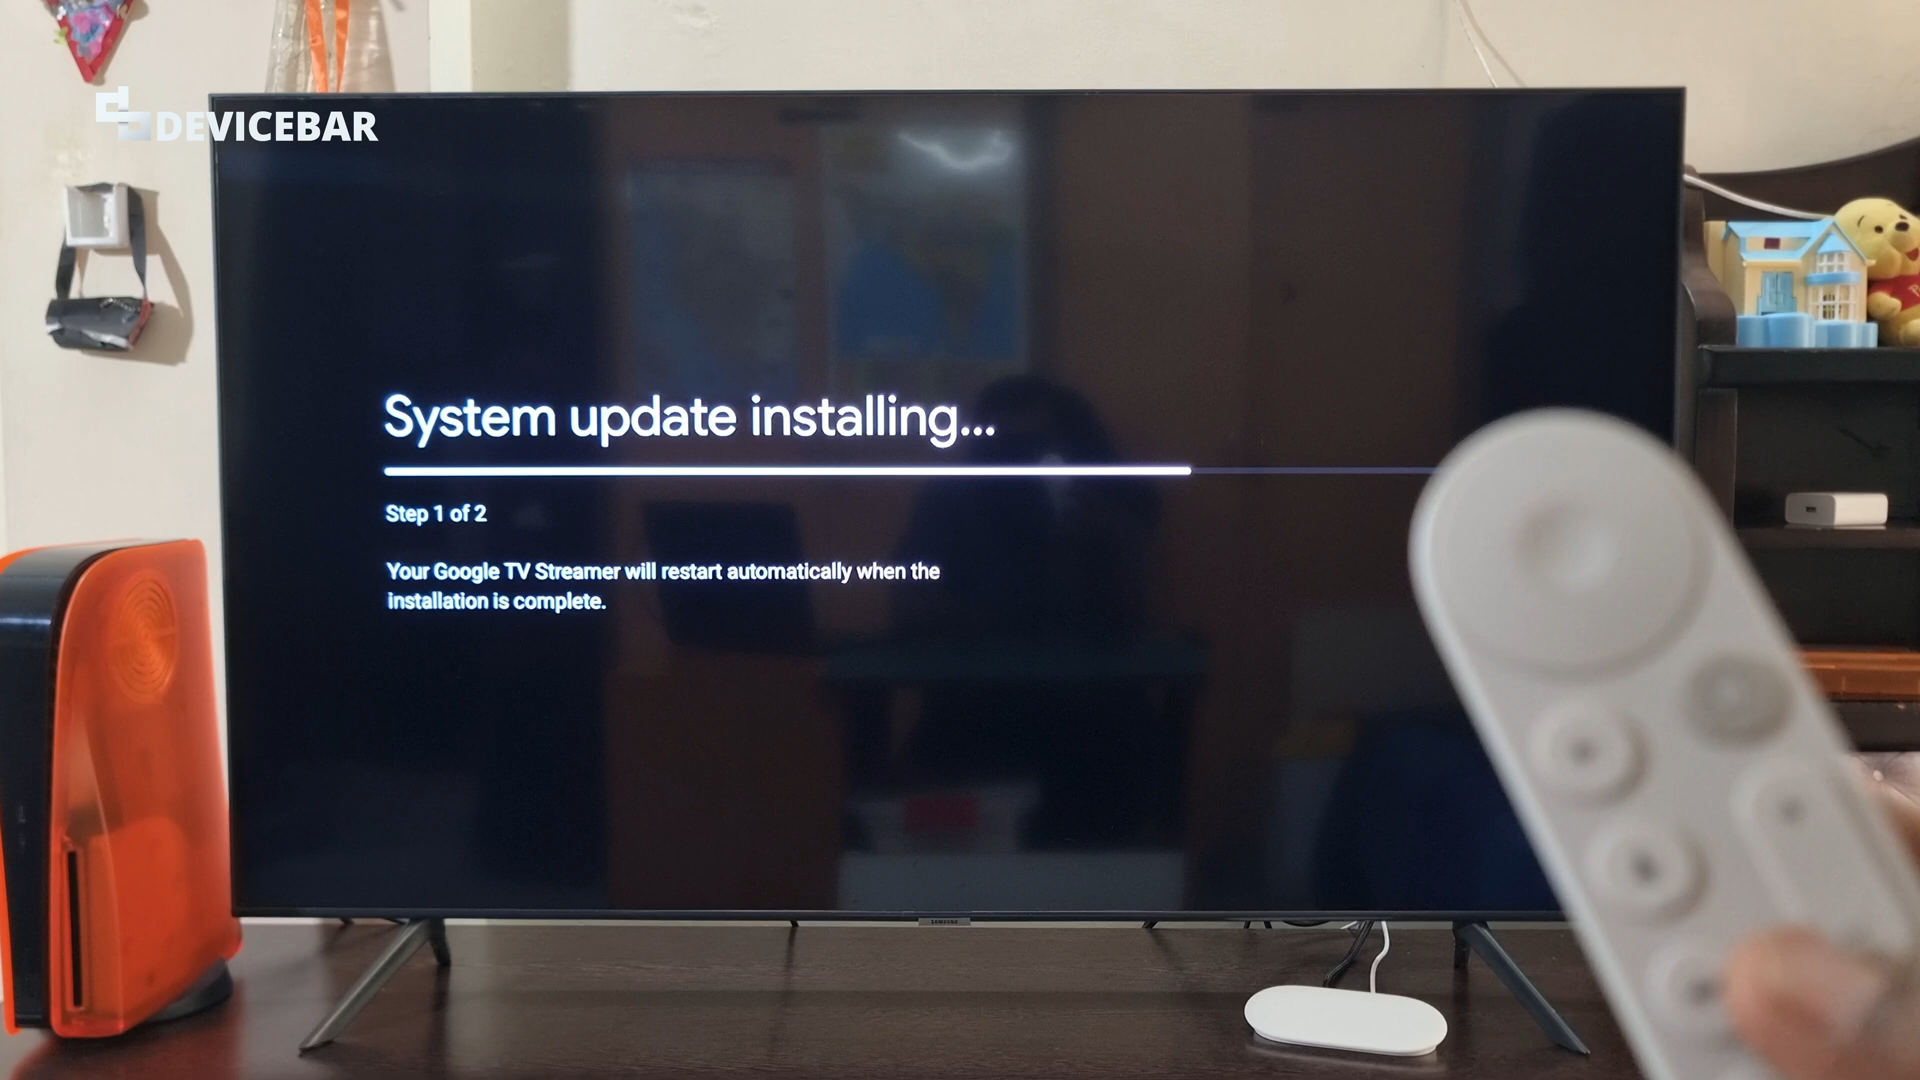 DEVICEBAR
System update installing...
Step 1 of 2
Your Google TV Streamer will restart automatically when the
installation is complete.
SAMSUNG